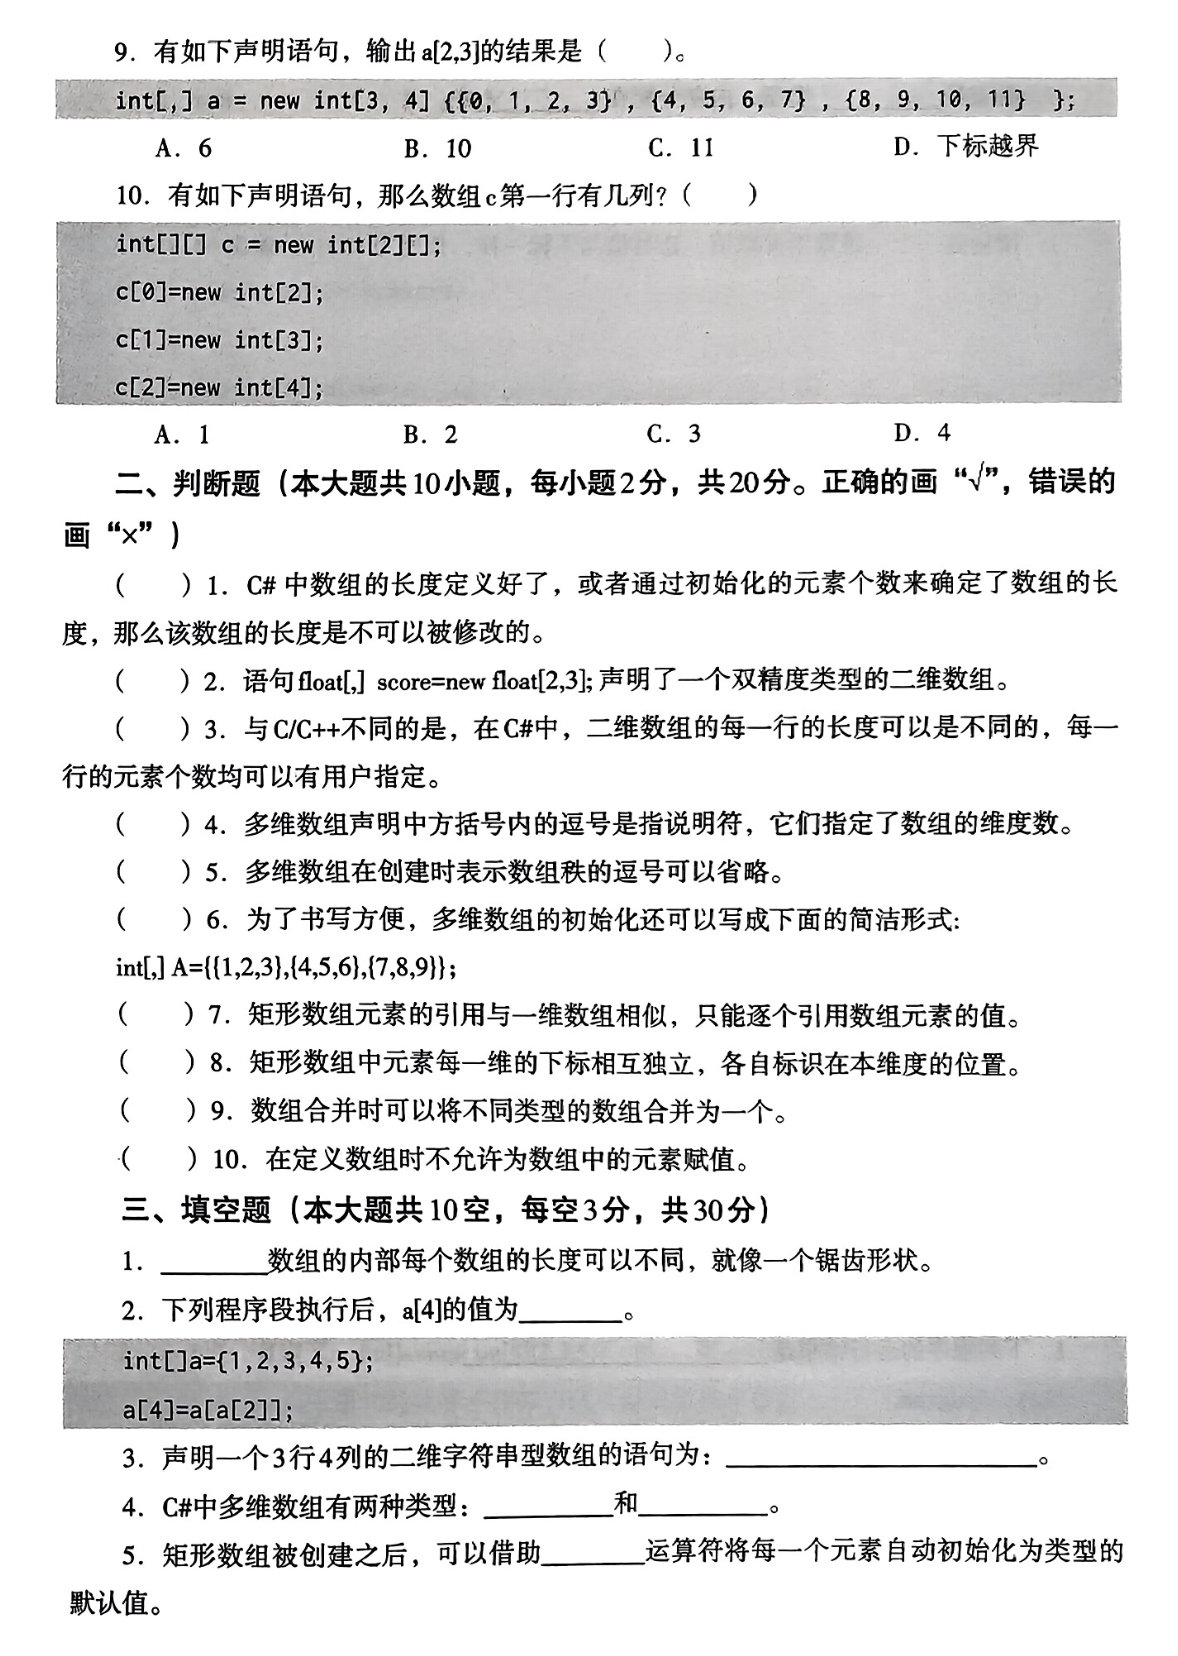 9．有如下声明语句，输出a[2,3]的结果是（　　）。
int[,] a = new int[3, 4] {{0, 1, 2, 3} , {4, 5, 6, 7} , {8, 9, 10, 11} };
A．6　B．10　C．11　D．下标越界
10．有如下声明语句，那么数组c第一行有几列？（　　）
int[][] c = new int[2][];
c[0]=new int[2];
c[1]=new int[3];
c[2]=new int[4];
A．1　B．2　C．3　D．4
二、判断题（本大题共10小题，每小题2分，共20分。正确的画“√”，错误的
画“×”）
（　　）1．C# 中数组的长度定义好了，或者通过初始化的元素个数来确定了数组的长
度，那么该数组的长度是不可以被修改的。
（　　）2．语句float[,] score=new float[2,3]; 声明了一个双精度类型的二维数组。
（　　）3．与C/C++不同的是，在C#中，二维数组的每一行的长度可以是不同的，每一
行的元素个数均可以有用户指定。
（　　）4．多维数组声明中方括号内的逗号是指说明符，它们指定了数组的维度数。
（　　）5．多维数组在创建时表示数组秩的逗号可以省略。
（　　）6．为了书写方便，多维数组的初始化还可以写成下面的简洁形式:
int[,] A={{1,2,3},{4,5,6},{7,8,9}};
（　　）7．矩形数组元素的引用与一维数组相似，只能逐个引用数组元素的值。
（　　）8．矩形数组中元素每一维的下标相互独立，各自标识在本维度的位置。
（　　）9．数组合并时可以将不同类型的数组合并为一个。
（　　）10．在定义数组时不允许为数组中的元素赋值。
三、填空题（本大题共10空，每空3分，共30分）
1．________数组的内部每个数组的长度可以不同，就像一个锯齿形状。
2．下列程序段执行后，a[4]的值为________。
int[]a={1,2,3,4,5};
a[4]=a[a[2]];
3．声明一个3行4列的二维字符串型数组的语句为：________________________。
4．C#中多维数组有两种类型：__________和__________。
5．矩形数组被创建之后，可以借助________运算符将每一个元素自动初始化为类型的
默认值。